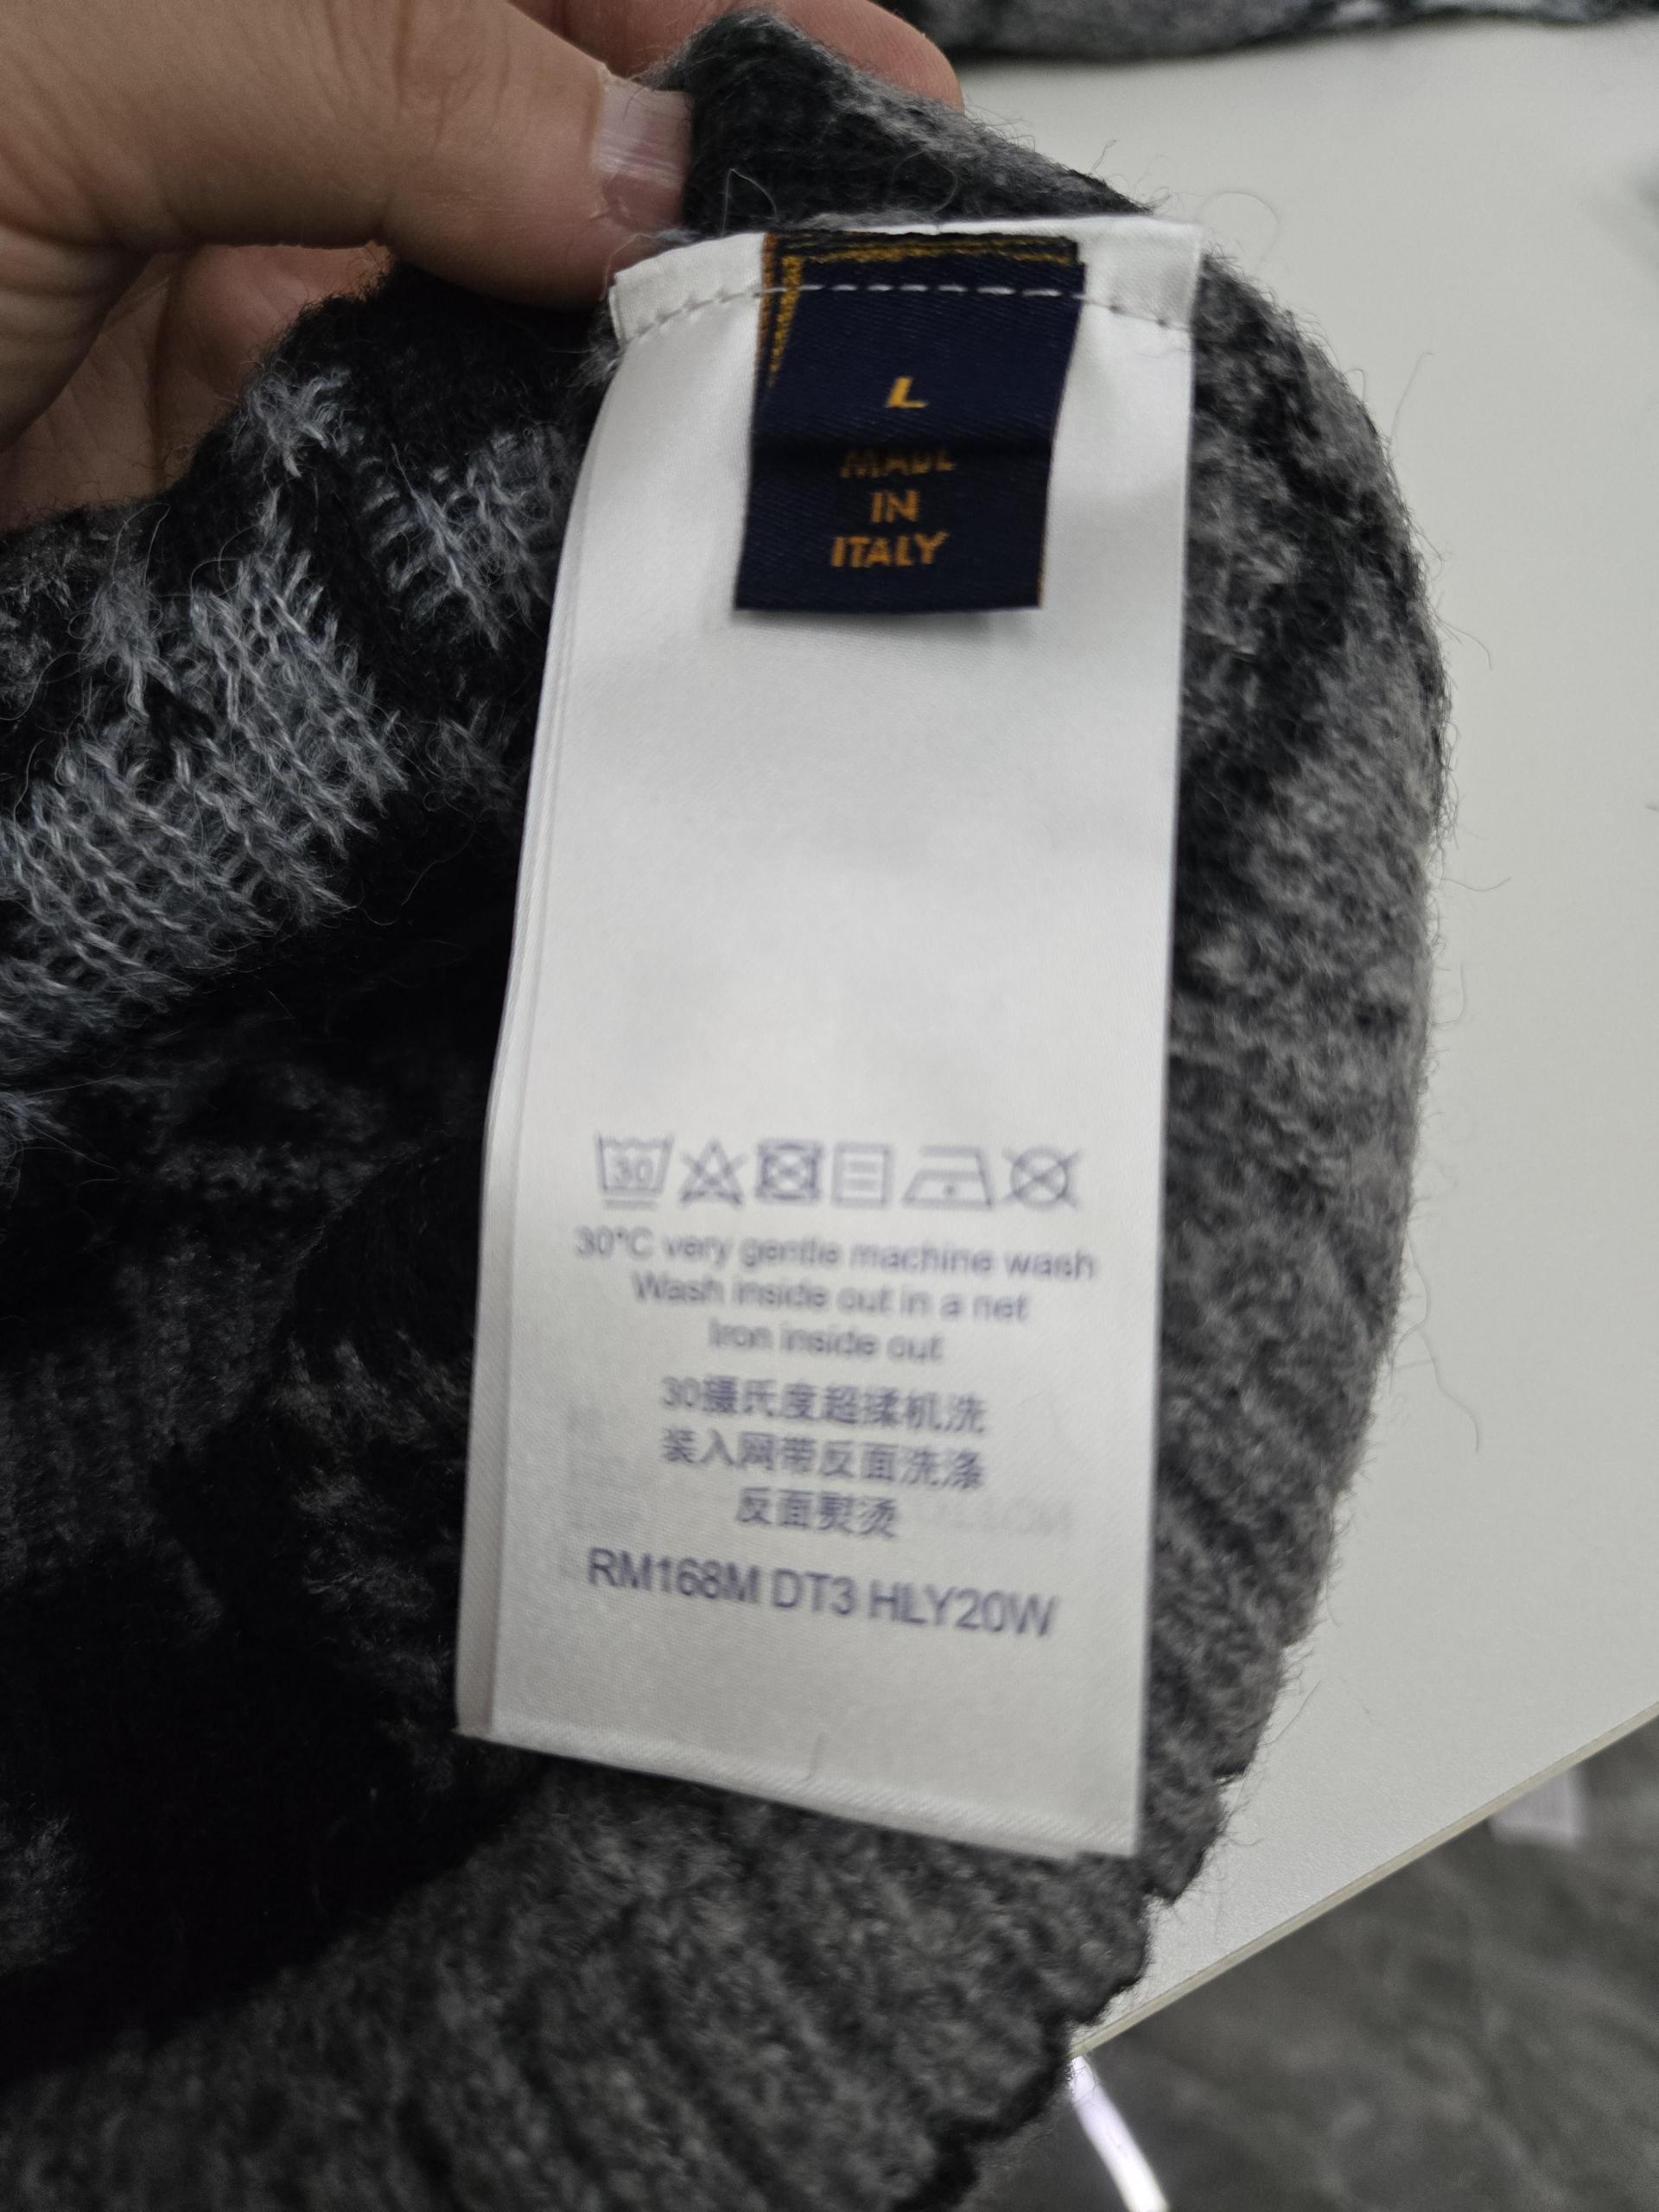 L
MADE
IN
ITALY
30
30°C very gentle machine wash
Wash inside out in a net
Iron inside out
30摄氏度超揉机洗
装入网带反面洗涤
反面熨烫
RM168M DT3 HLY20W